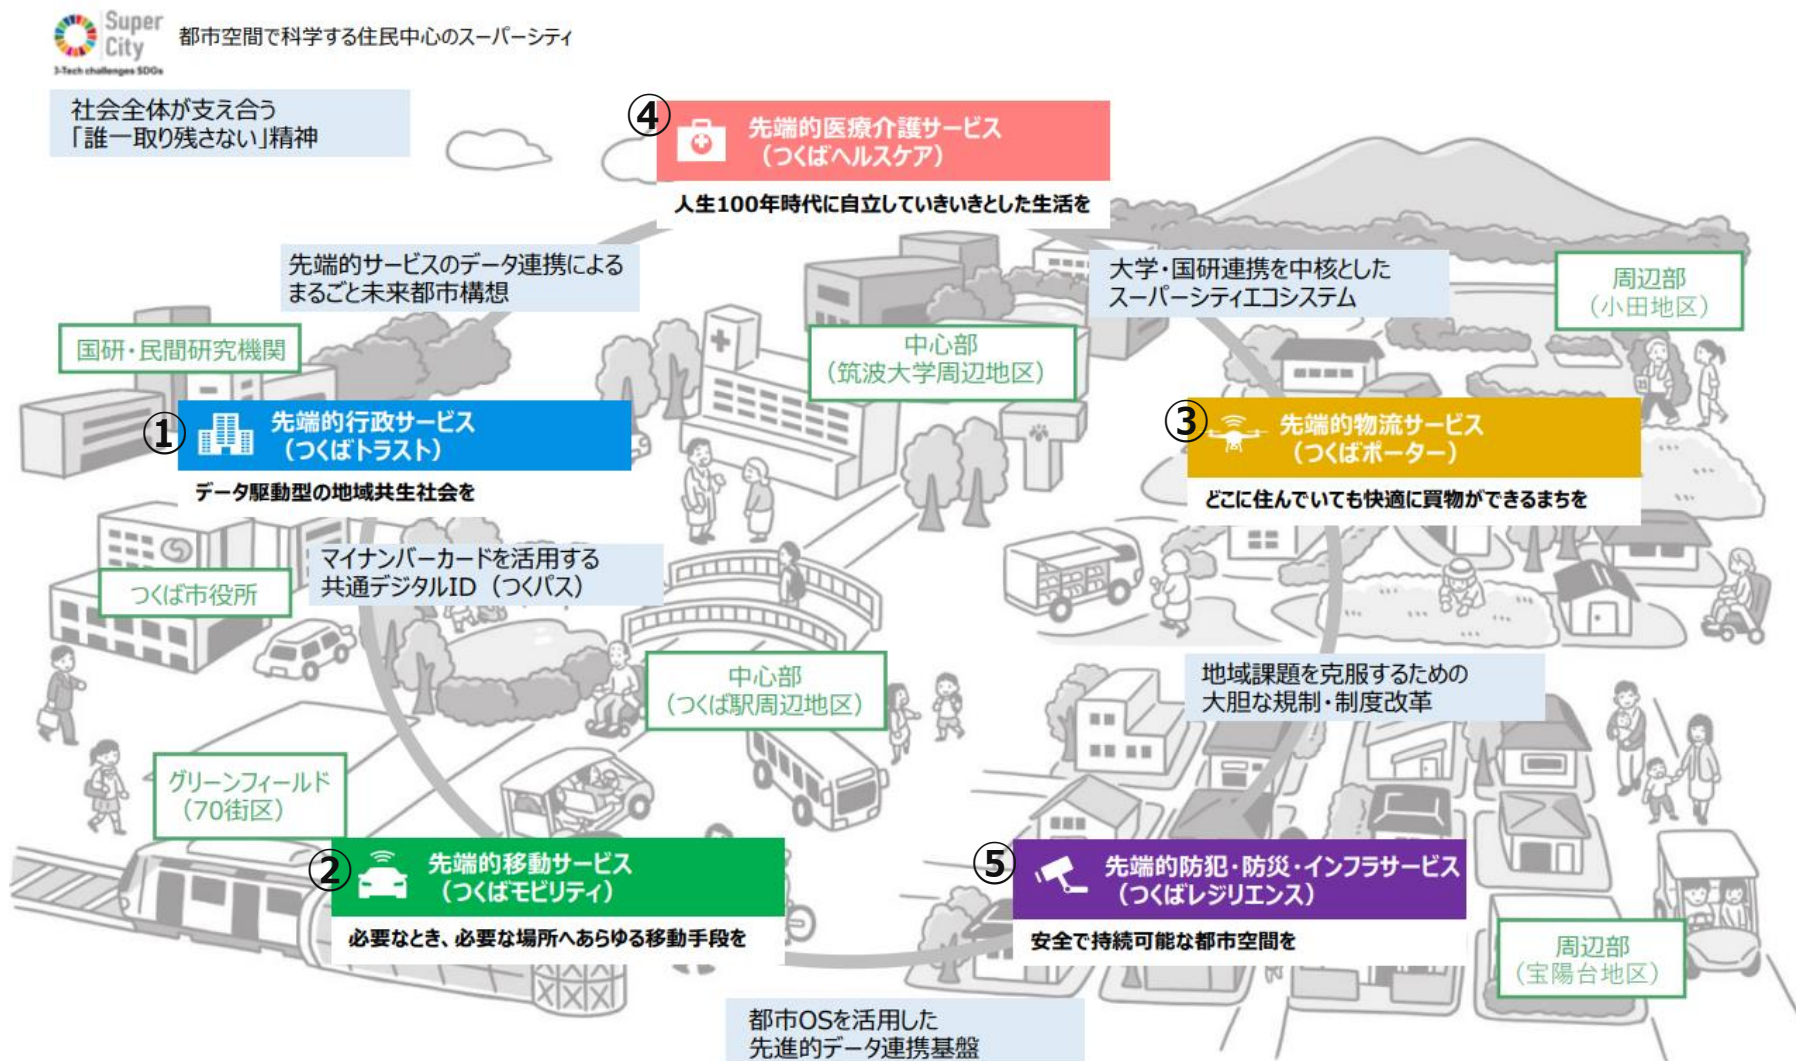 Super
City
J-Tech challenges SDGs
都市空間で科学する住民中心のスーパーシティ
社会全体が支え合う
「誰一取り残さない」精神
④
先端的医療介護サービス
（つくばヘルスケア）
人生100年時代に自立していきいきとした生活を
先端的サービスのデータ連携による
まるごと未来都市構想
大学・国研連携を中核とした
スーパーシティエコシステム
周辺部
（小田地区）
国研・民間研究機関
中心部
（筑波大学周辺地区）
①
先端的行政サービス
（つくばトラスト）
データ駆動型の地域共生社会を
③
先端的物流サービス
（つくばポーター）
どこに住んでいても快適に買物ができるまちを
マイナンバーカードを活用する
共通デジタルID（つくパス）
つくば市役所
中心部
（つくば駅周辺地区）
地域課題を克服するための
大胆な規制・制度改革
グリーンフィールド
（70街区）
②
先端的移動サービス
（つくばモビリティ）
必要なとき、必要な場所へあらゆる移動手段を
⑤
先端的防犯・防災・インフラサービス
（つくばレジリエンス）
安全で持続可能な都市空間を
周辺部
（宝陽台地区）
都市OSを活用した
先進的データ連携基盤